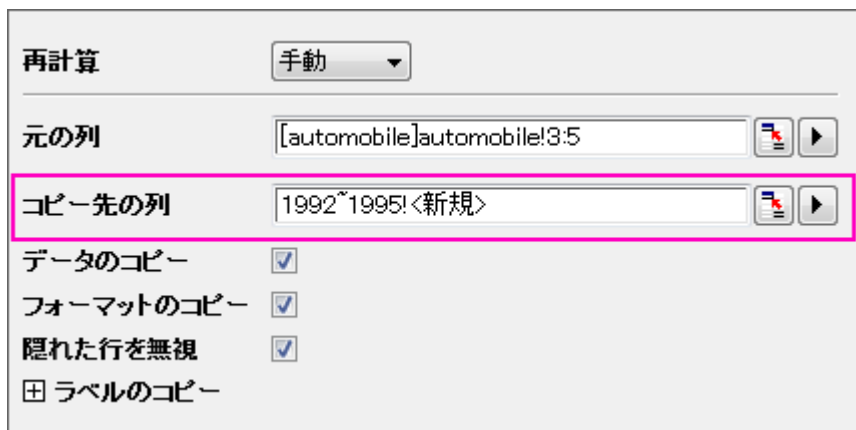 再計算 手動
元の列 [automobile]automobile!3:5
コピー先の列 1992~1995!<新規>
データのコピー
フォーマットのコピー
隠れた行を無視
ラベルのコピー